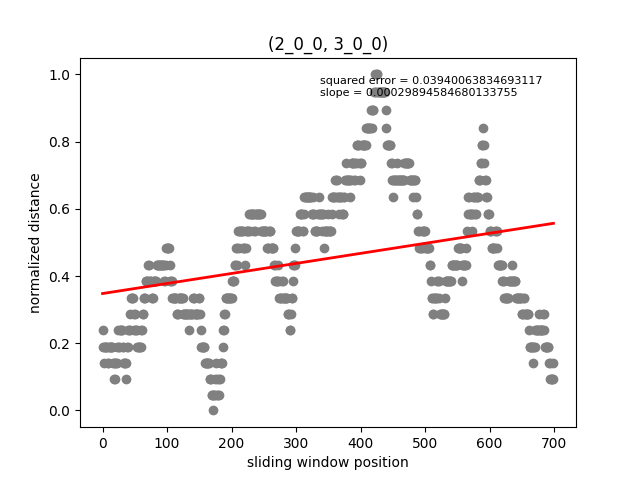 (2_0_0, 3_0_0)
squared error = 0.03940063834693117
slope = 0.00029894584680133755
1.0
0.8
0.6
0.4
0.2
0.0
normalized distance
0 100 200 300 400 500 600 700
sliding window position